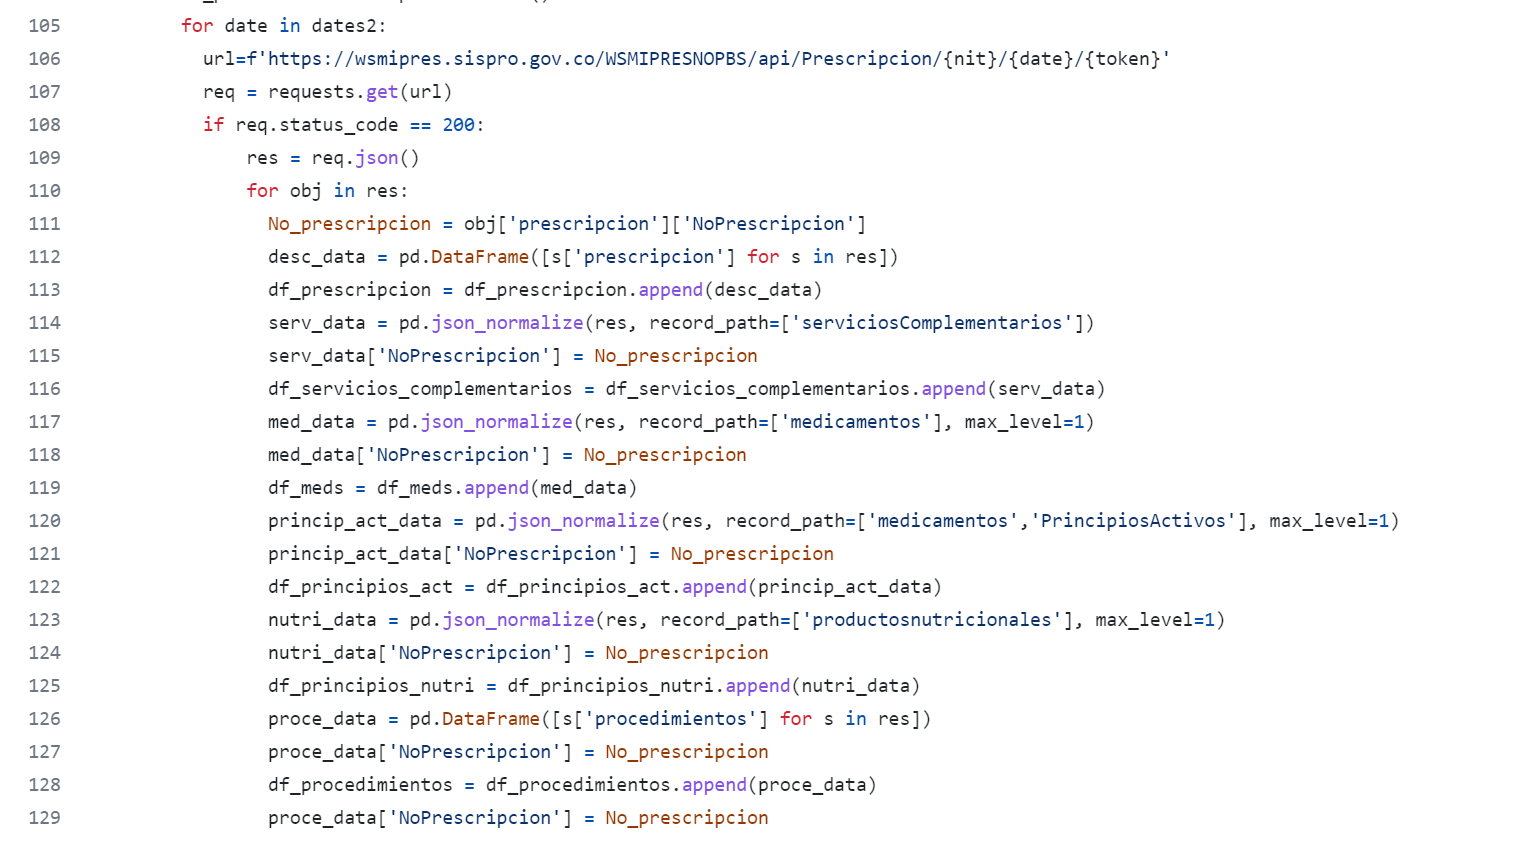 105 for date in dates2:
106 url=f'https://wsmipres.sispro.gov.co/WSMIPRESNOPBS/api/Prescripcion/{nit}/{date}/{token}'
107 req = requests.get(url)
108 if req.status_code == 200:
109 res = req.json()
110 for obj in res:
111 No_prescripcion = obj['prescripcion']['NoPrescripcion']
112 desc_data = pd.DataFrame([s['prescripcion'] for s in res])
113 df_prescripcion = df_prescripcion.append(desc_data)
114 serv_data = pd.json_normalize(res, record_path=['serviciosComplementarios'])
115 serv_data['NoPrescripcion'] = No_prescripcion
116 df_servicios_complementarios = df_servicios_complementarios.append(serv_data)
117 med_data = pd.json_normalize(res, record_path=['medicamentos'], max_level=1)
118 med_data['NoPrescripcion'] = No_prescripcion
119 df_meds = df_meds.append(med_data)
120 princip_act_data = pd.json_normalize(res, record_path=['medicamentos','PrincipiosActivos'], max_level=1)
121 princip_act_data['NoPrescripcion'] = No_prescripcion
122 df_principios_act = df_principios_act.append(princip_act_data)
123 nutri_data = pd.json_normalize(res, record_path=['productosnutricionales'], max_level=1)
124 nutri_data['NoPrescripcion'] = No_prescripcion
125 df_principios_nutri = df_principios_nutri.append(nutri_data)
126 proce_data = pd.DataFrame([s['procedimientos'] for s in res])
127 proce_data['NoPrescripcion'] = No_prescripcion
128 df_procedimientos = df_procedimientos.append(proce_data)
129 proce_data['NoPrescripcion'] = No_prescripcion